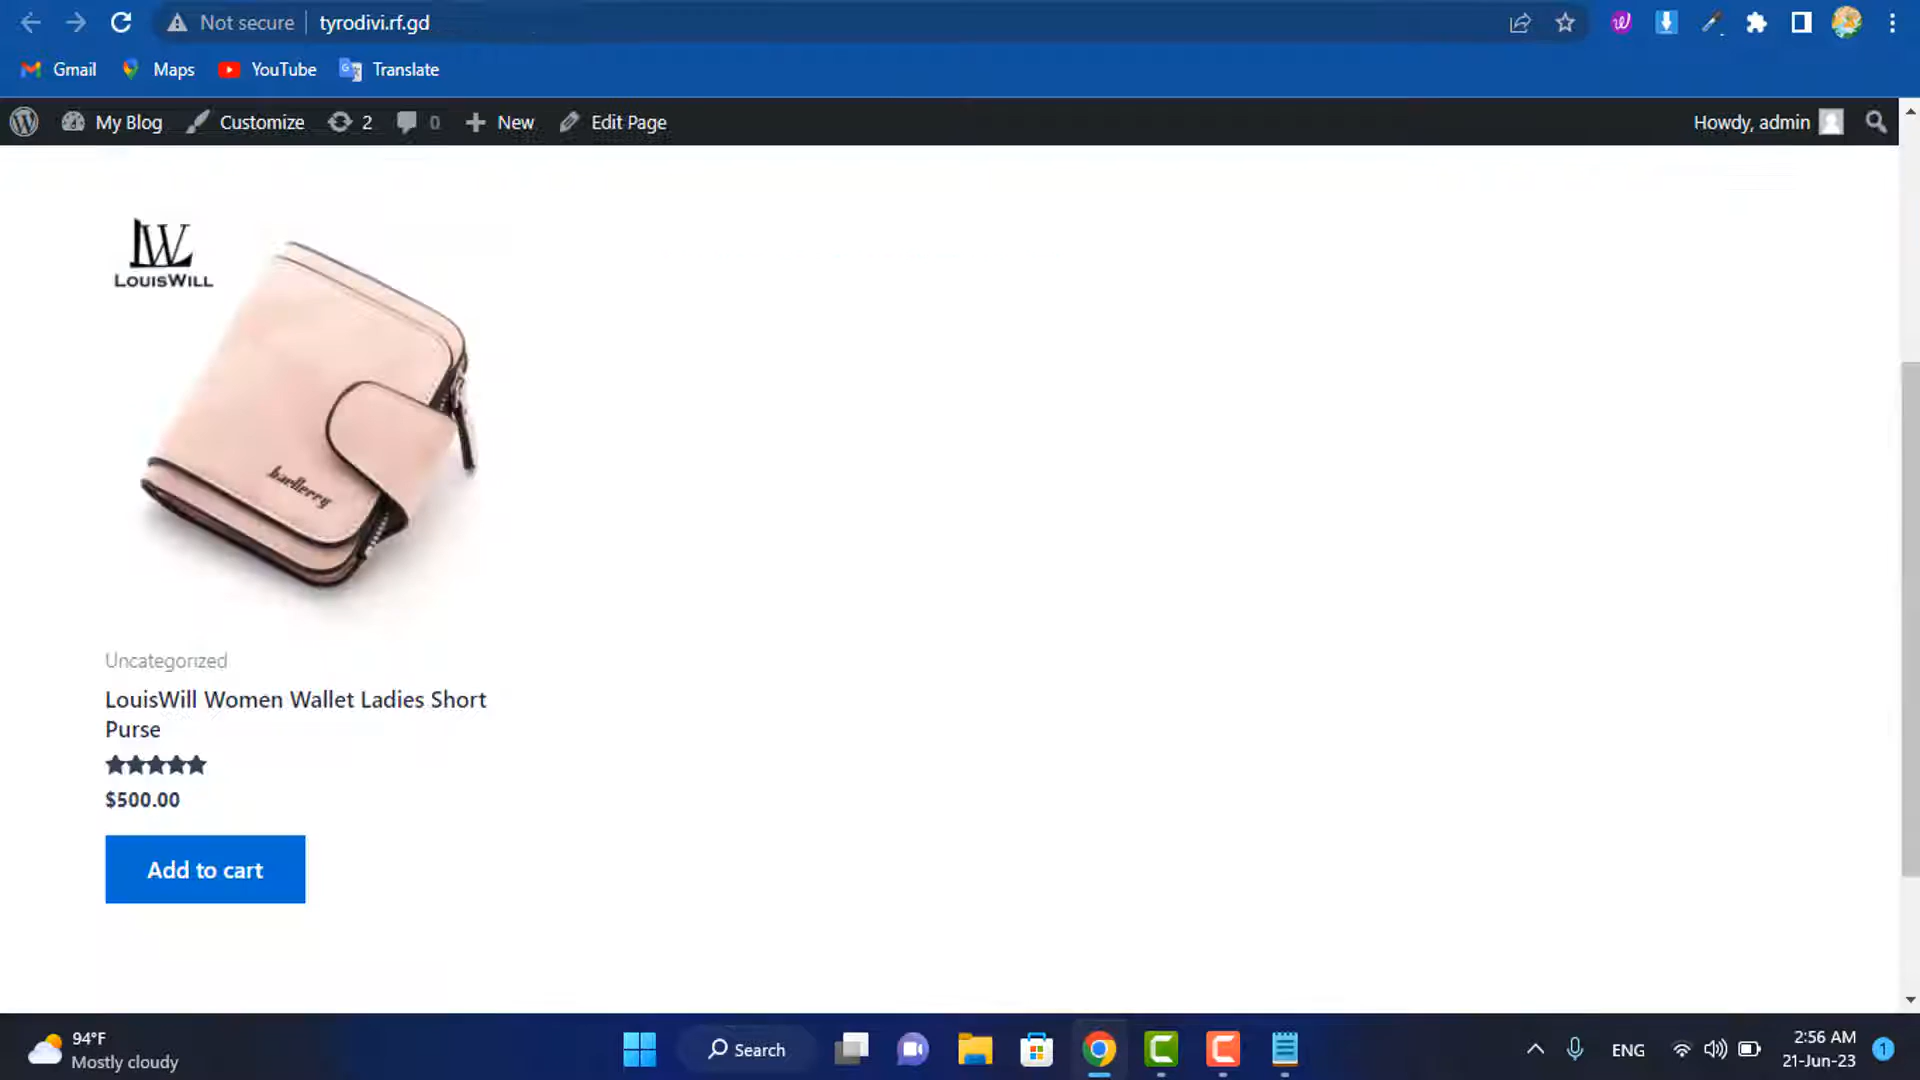 Not secure tyrodivi.rf.gd
Gmail Maps YouTube Translate
My Blog Customize 2 0 New Edit Page Howdy, admin
LW
LOUISWILL
baellerry
Uncategorized
LouisWill Women Wallet Ladies Short
Purse
$500.00
Add to cart
94°F
Mostly cloudy
Search
ENG
2:56 AM
21-Jun-23
1